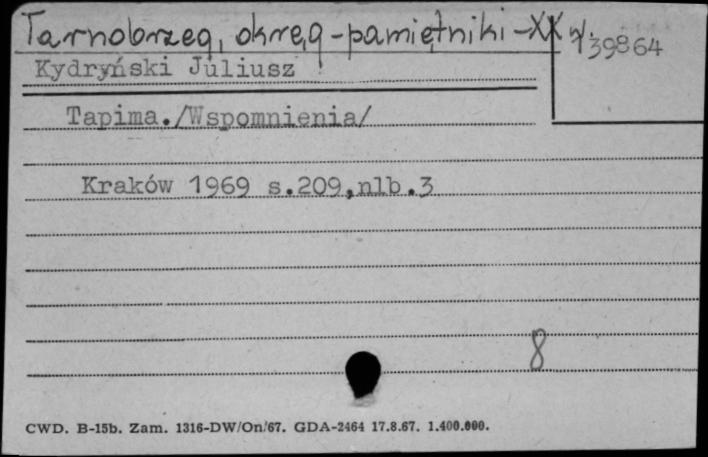 Tarnobrzeg, okręg - pamiętniki - XX w.
139864
Kydryński Juliusz
Tapima./Wspomnienia/
Kraków 1969 s.209,nlb.3
8
CWD. B-15b. Zam. 1316-DW/On/67. GDA-2464 17.8.67. 1.400.000.